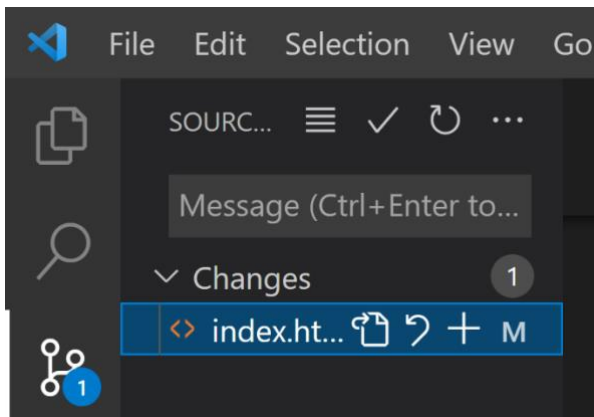 File Edit Selection View Go
SOURC... ...
Message (Ctrl+Enter to...
Changes 1
index.ht... M
1